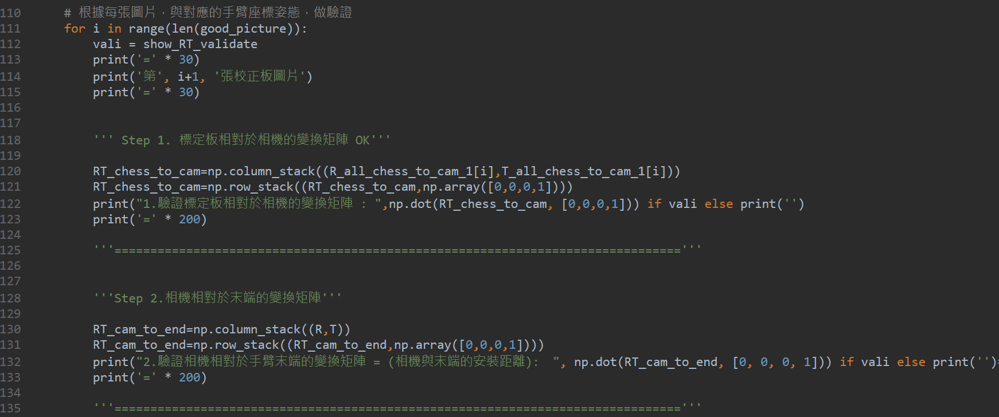 110 # 根據每張圖片，與對應的手臂座標姿態，做驗證
111 for i in range(len(good_picture)):
112 vali = show_RT_validate
113 print('=' * 30)
114 print('第', i+1, '張校正板圖片')
115 print('=' * 30)
116
117
118 ''' Step 1. 標定板相對於相機的變換矩陣 OK'''
119
120 RT_chess_to_cam=np.column_stack((R_all_chess_to_cam_1[i],T_all_chess_to_cam_1[i]))
121 RT_chess_to_cam=np.row_stack((RT_chess_to_cam,np.array([0,0,0,1])))
122 print("1.驗證標定板相對於相機的變換矩陣 : ",np.dot(RT_chess_to_cam, [0,0,0,1])) if vali else print('')
123 print('=' * 200)
124
125 '''==============================================================================='''
126
127
128 '''Step 2.相機相對於末端的變換矩陣'''
129
130 RT_cam_to_end=np.column_stack((R,T))
131 RT_cam_to_end=np.row_stack((RT_cam_to_end,np.array([0,0,0,1])))
132 print("2.驗證相機相對於手臂末端的變換矩陣 = (相機與末端的安裝距離):  ", np.dot(RT_cam_to_end, [0, 0, 0, 1])) if vali else print('')
133 print('=' * 200)
134
135 '''==============================================================================='''